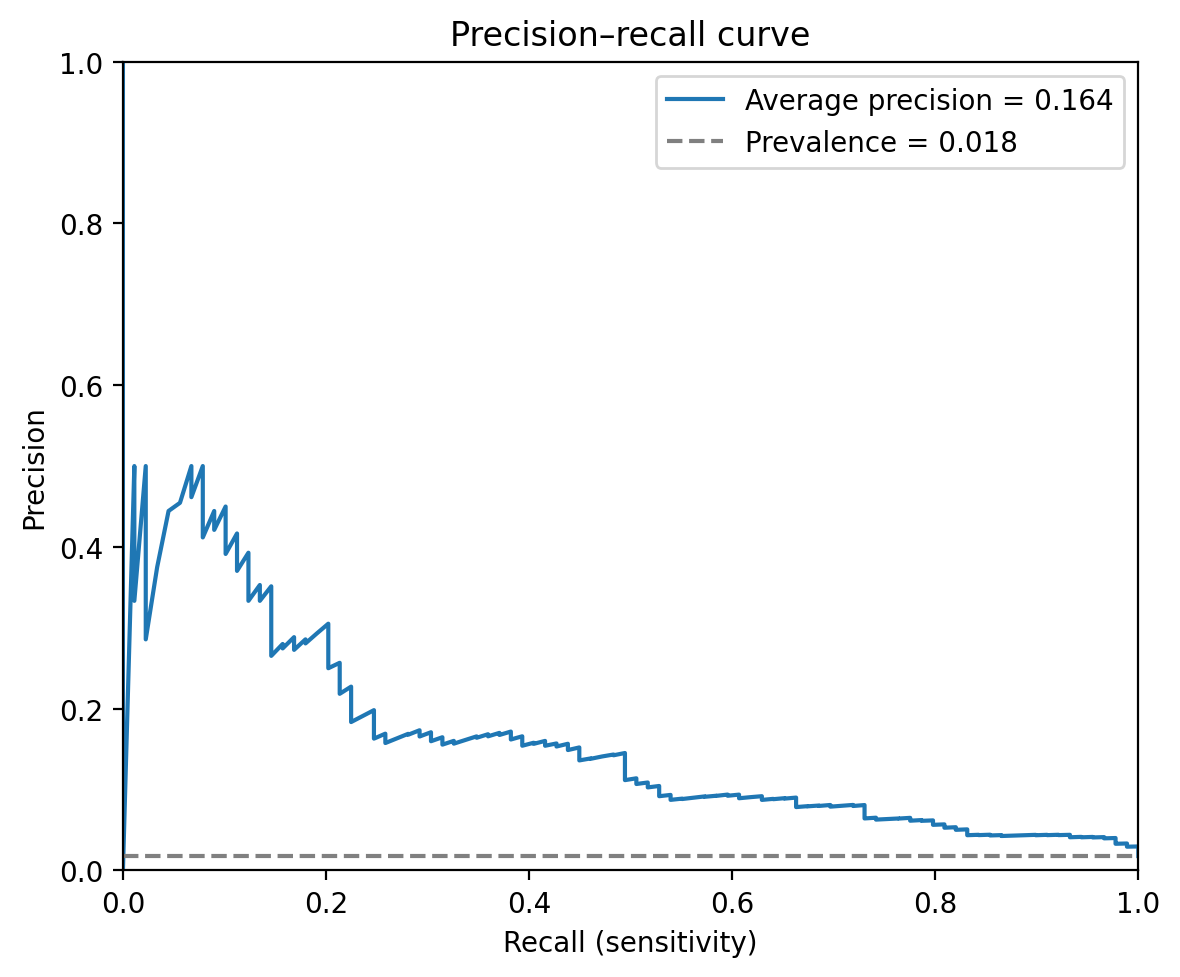 Precision–recall curve
Average precision = 0.164
Prevalence = 0.018
Precision
1.0
0.8
0.6
0.4
0.2
0.0
0.0 0.2 0.4 0.6 0.8 1.0
Recall (sensitivity)